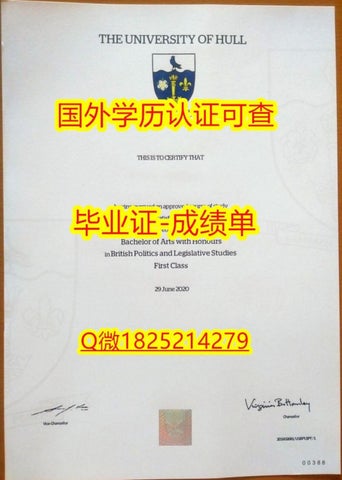 THE UNIVERSITY OF HULL
国外学历认证可查
THIS IS TO CERTIFY THAT
approved
毕业证=成绩单
Bachelor of Arts with Honours
in British Politics and Legislative Studies
First Class
29 June 2020
Q微1825214279
Vice-Chancellor
Chancellor
00386